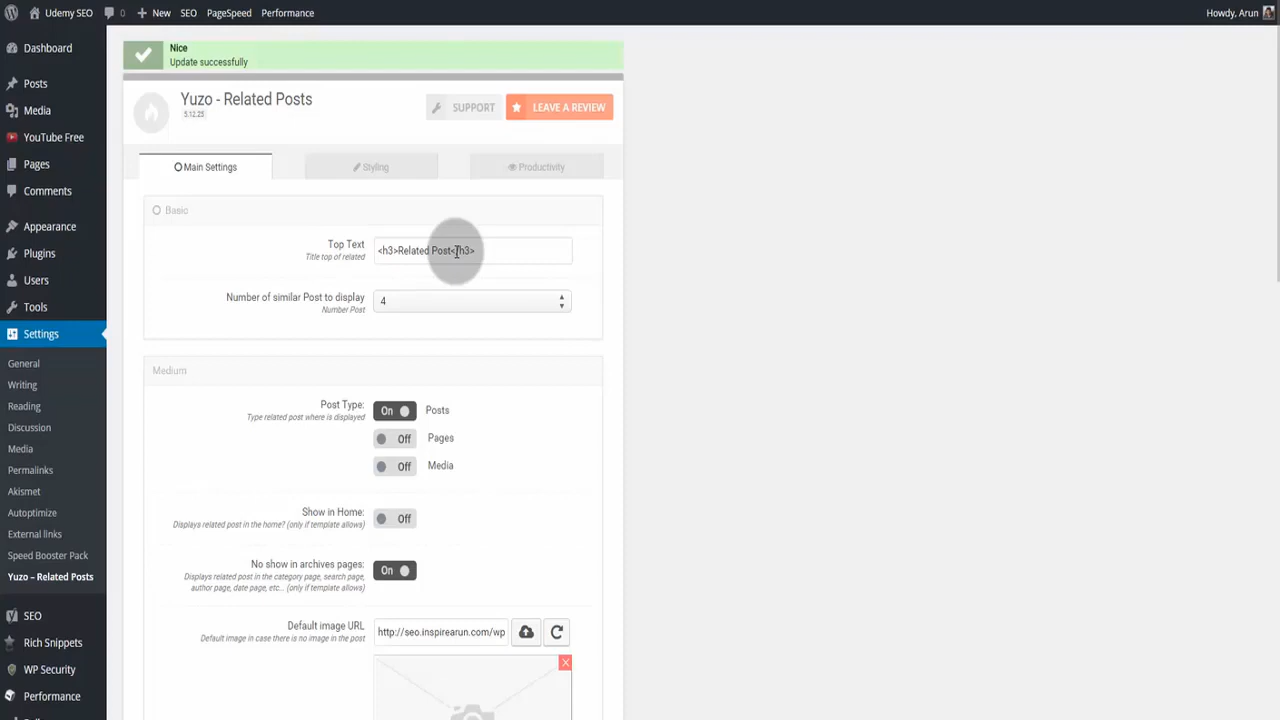 Udemy SEO 0 New SEO PageSpeed Performance Howdy, Arun
Dashboard
Posts
Media
YouTube Free
Pages
Comments
Appearance
Plugins
Users
Tools
Settings
General
Writing
Reading
Discussion
Media
Permalinks
Akismet
Autoptimize
External links
Speed Booster Pack
Yuzo – Related Posts
SEO
Rich Snippets
WP Security
Performance
Nice
Update successfully
Yuzo - Related Posts
5.12.25
SUPPORT
LEAVE A REVIEW
Main Settings Styling Productivity
Basic
Top Text
Title top of related
<h3>Related Post</h3>
Number of similar Post to display
Number Post
4
Medium
Post Type:
Type related post where is displayed
On Posts
Off Pages
Off Media
Show in Home:
Displays related post in the home? (only if template allows)
Off
No show in archives pages:
Displays related post in the category page, search page,
author page, date page, etc... (only if template allows)
On
Default image URL
Default image in case there is no image in the post
http://seo.inspirearun.com/wp